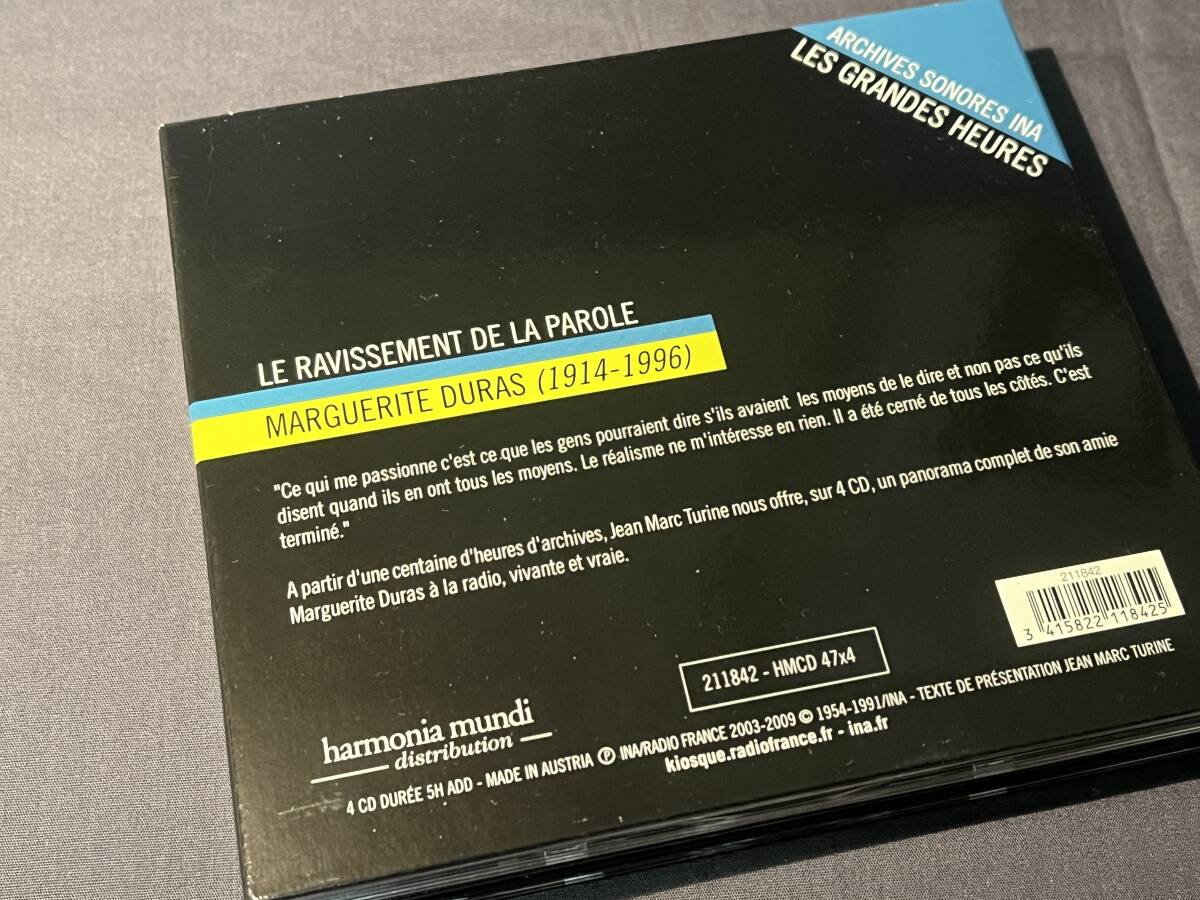 ARCHIVES SONORES INA
LES GRANDES HEURES
LE RAVISSEMENT DE LA PAROLE
MARGUERITE DURAS (1914-1996)
"Ce qui me passionne c'est ce que les gens pourraient dire s'ils avaient les moyens de le dire et non pas ce qu'ils
disent quand ils en ont tous les moyens. Le réalisme ne m'intéresse en rien. Il a été cerné de tous les côtés. C'est
terminé."
A partir d'une centaine d'heures d'archives, Jean Marc Turine nous offre, sur 4 CD, un panorama complet de son amie
Marguerite Duras à la radio, vivante et vraie.
211842
3 415822 118425
211842 - HMCD 47x4
harmonia mundi
distribution
4 CD DURÉE 5H ADD - MADE IN AUSTRIA Ⓟ INA/RADIO FRANCE 2003-2009 © 1954-1991/INA - TEXTE DE PRÉSENTATION JEAN MARC TURINE
kiosque.radiofrance.fr - ina.fr